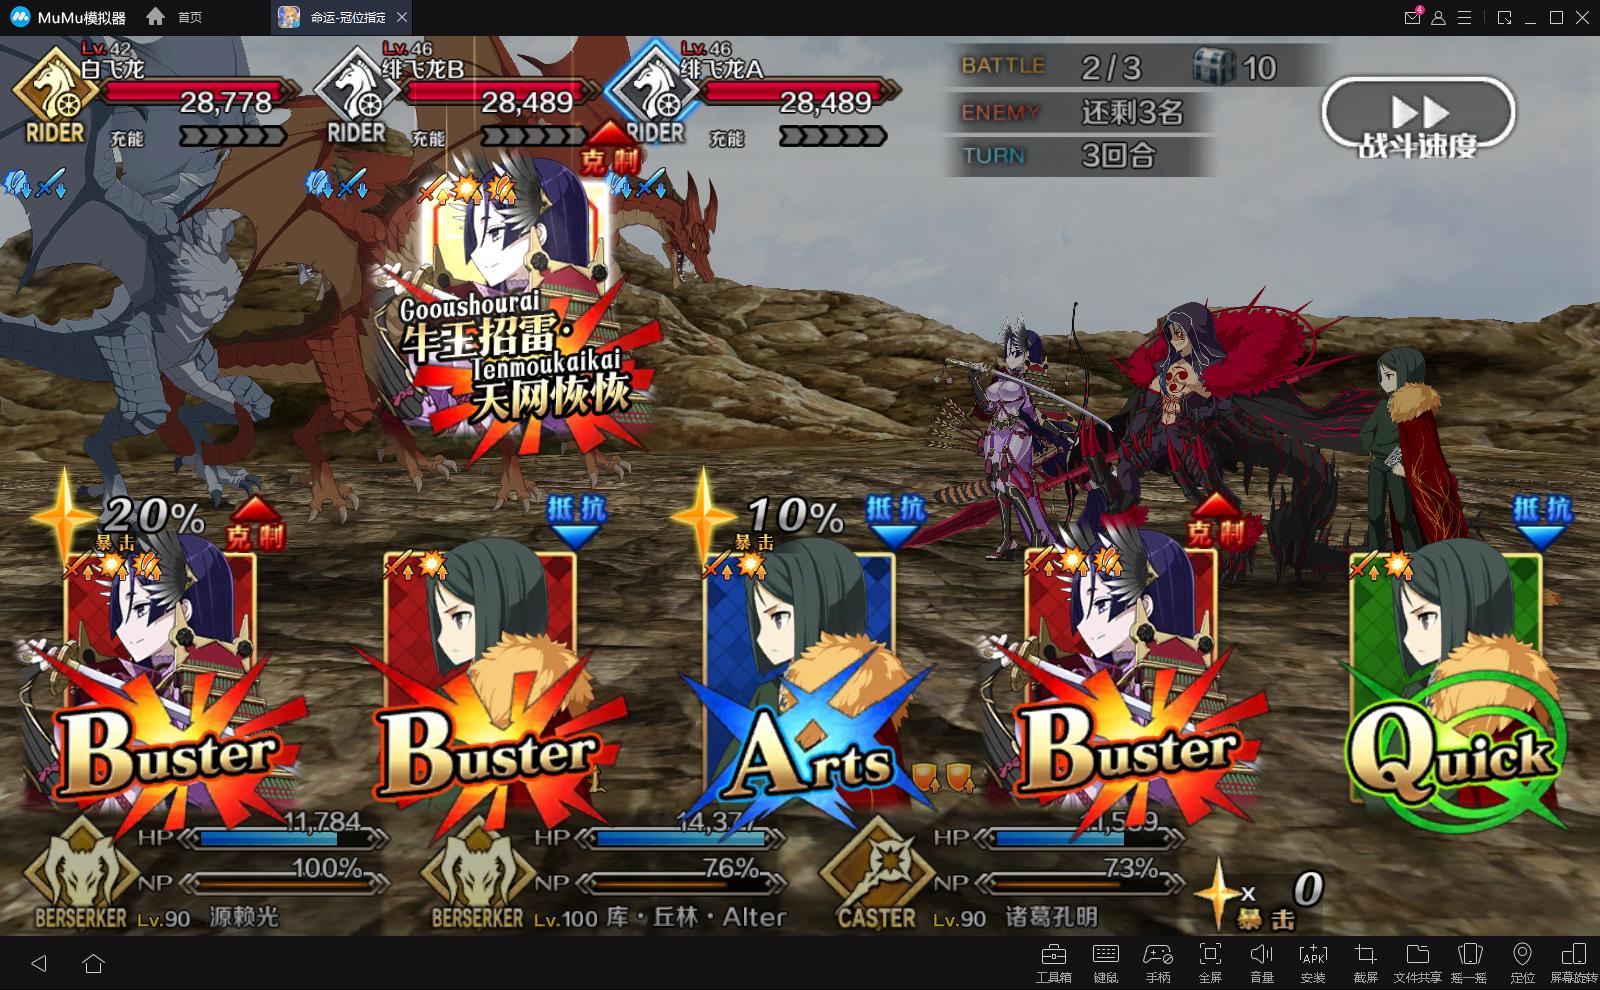 MuMu模拟器
首页
命运-冠位指定
4
Lv.42
白飞龙
28,778
RIDER
充能
Lv.46
绯飞龙B
28,489
RIDER
充能
Lv.46
绯飞龙A
28,489
RIDER
充能
BATTLE 2/3 10
ENEMY 还剩3名
TURN 3回合
战斗速度
克制
Gooushourai
牛王招雷·
Tenmoukaikai
天网恢恢
20%
暴击
克制
抵抗
10%
暴击
抵抗
克制
抵抗
Buster
Buster
Arts
Buster
Quick
HP 11,784
NP 100%
BERSERKER Lv.90 源赖光
HP 14,377
NP 76%
BERSERKER Lv.100 库·丘林·Alter
HP 11,559
NP 73%
CASTER Lv.90 诸葛孔明
x 0
暴击
工具箱
键鼠
手柄
全屏
音量
APK
安装
截屏
文件共享
摇一摇
定位
屏幕旋转